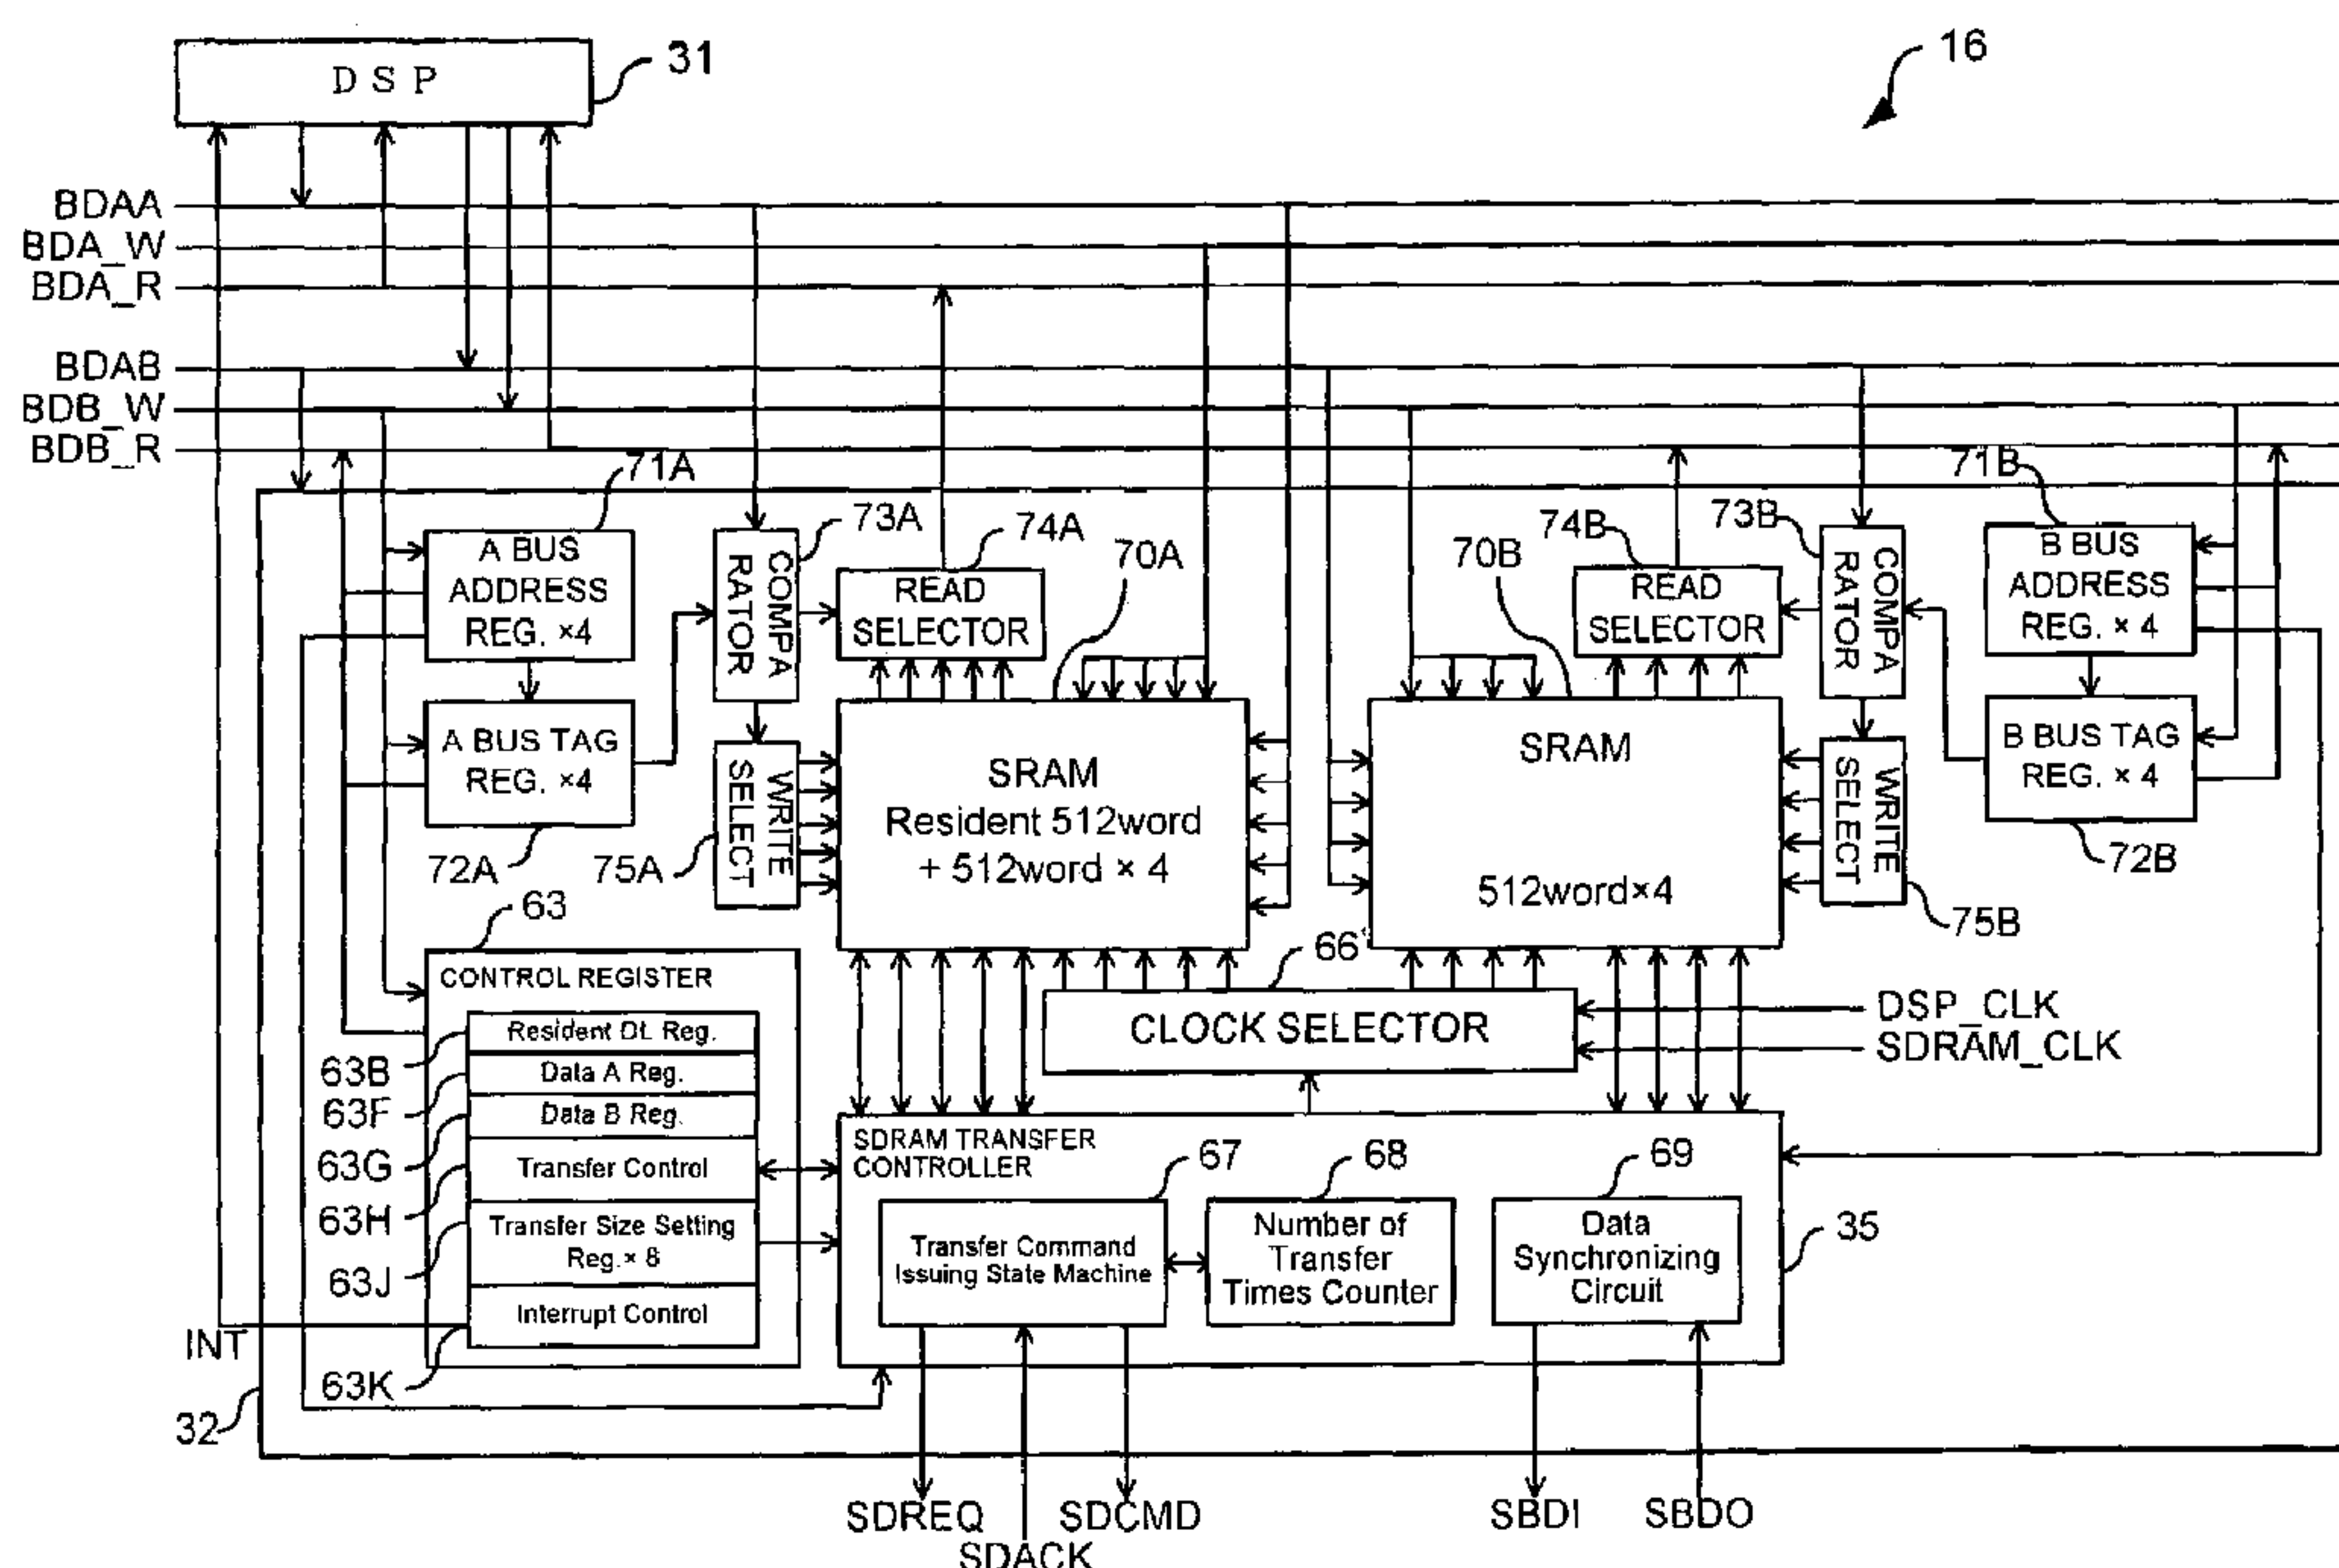 D S P
31
16
BDAA
BDA_W
BDA_R
BDAB
BDB_W
BDB_R
71A
73A
74A
70A
70B
74B
73B
71B
A BUS
ADDRESS
REG. ×4
COMPA
RATOR
READ
SELECTOR
READ
SELECTOR
COMPA
RATOR
B BUS
ADDRESS
REG. × 4
A BUS TAG
REG. ×4
72A
WRITE
SELECT
75A
SRAM
Resident 512word
+ 512word × 4
SRAM
512word×4
WRITE
SELECT
75B
B BUS TAG
REG. × 4
72B
63
CONTROL REGISTER
66
CLOCK SELECTOR
DSP_CLK
SDRAM_CLK
Resident DL Reg.
Data A Reg.
Data B Reg.
Transfer Control
Transfer Size Setting
Reg.× 8
Interrupt Control
63B
63F
63G
63H
63J
63K
INT
32
SDRAM TRANSFER
CONTROLLER
67
68
69
35
Transfer Command
Issuing State Machine
Number of
Transfer
Times Counter
Data
Synchronizing
Circuit
SDREQ
SDACK
SDCMD
SBDI
SBDO